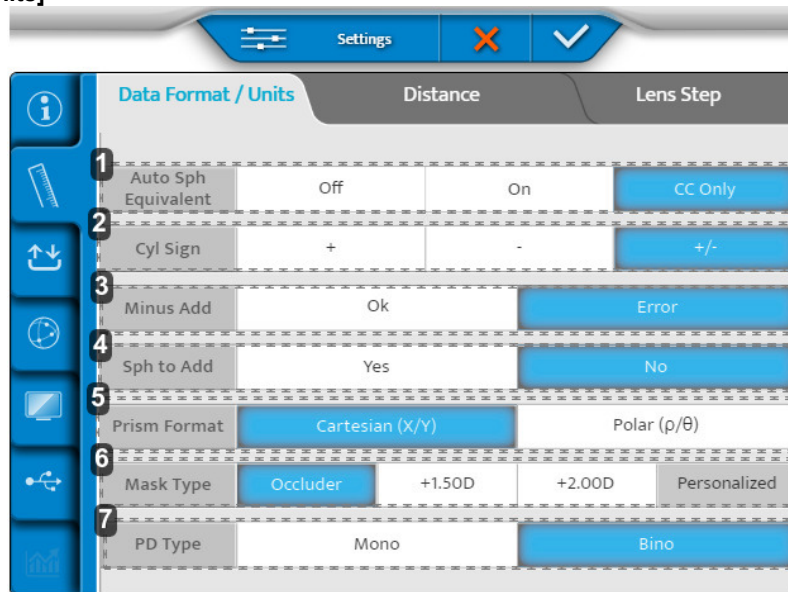 Settings
Data Format / Units
Distance
Lens Step
1
Auto Sph
Equivalent
Off
On
CC Only
2
Cyl Sign
+
-
+/-
3
Minus Add
Ok
Error
4
Sph to Add
Yes
No
5
Prism Format
Cartesian (X/Y)
Polar (ρ/θ)
6
Mask Type
Occluder
+1.50D
+2.00D
Personalized
7
PD Type
Mono
Bino